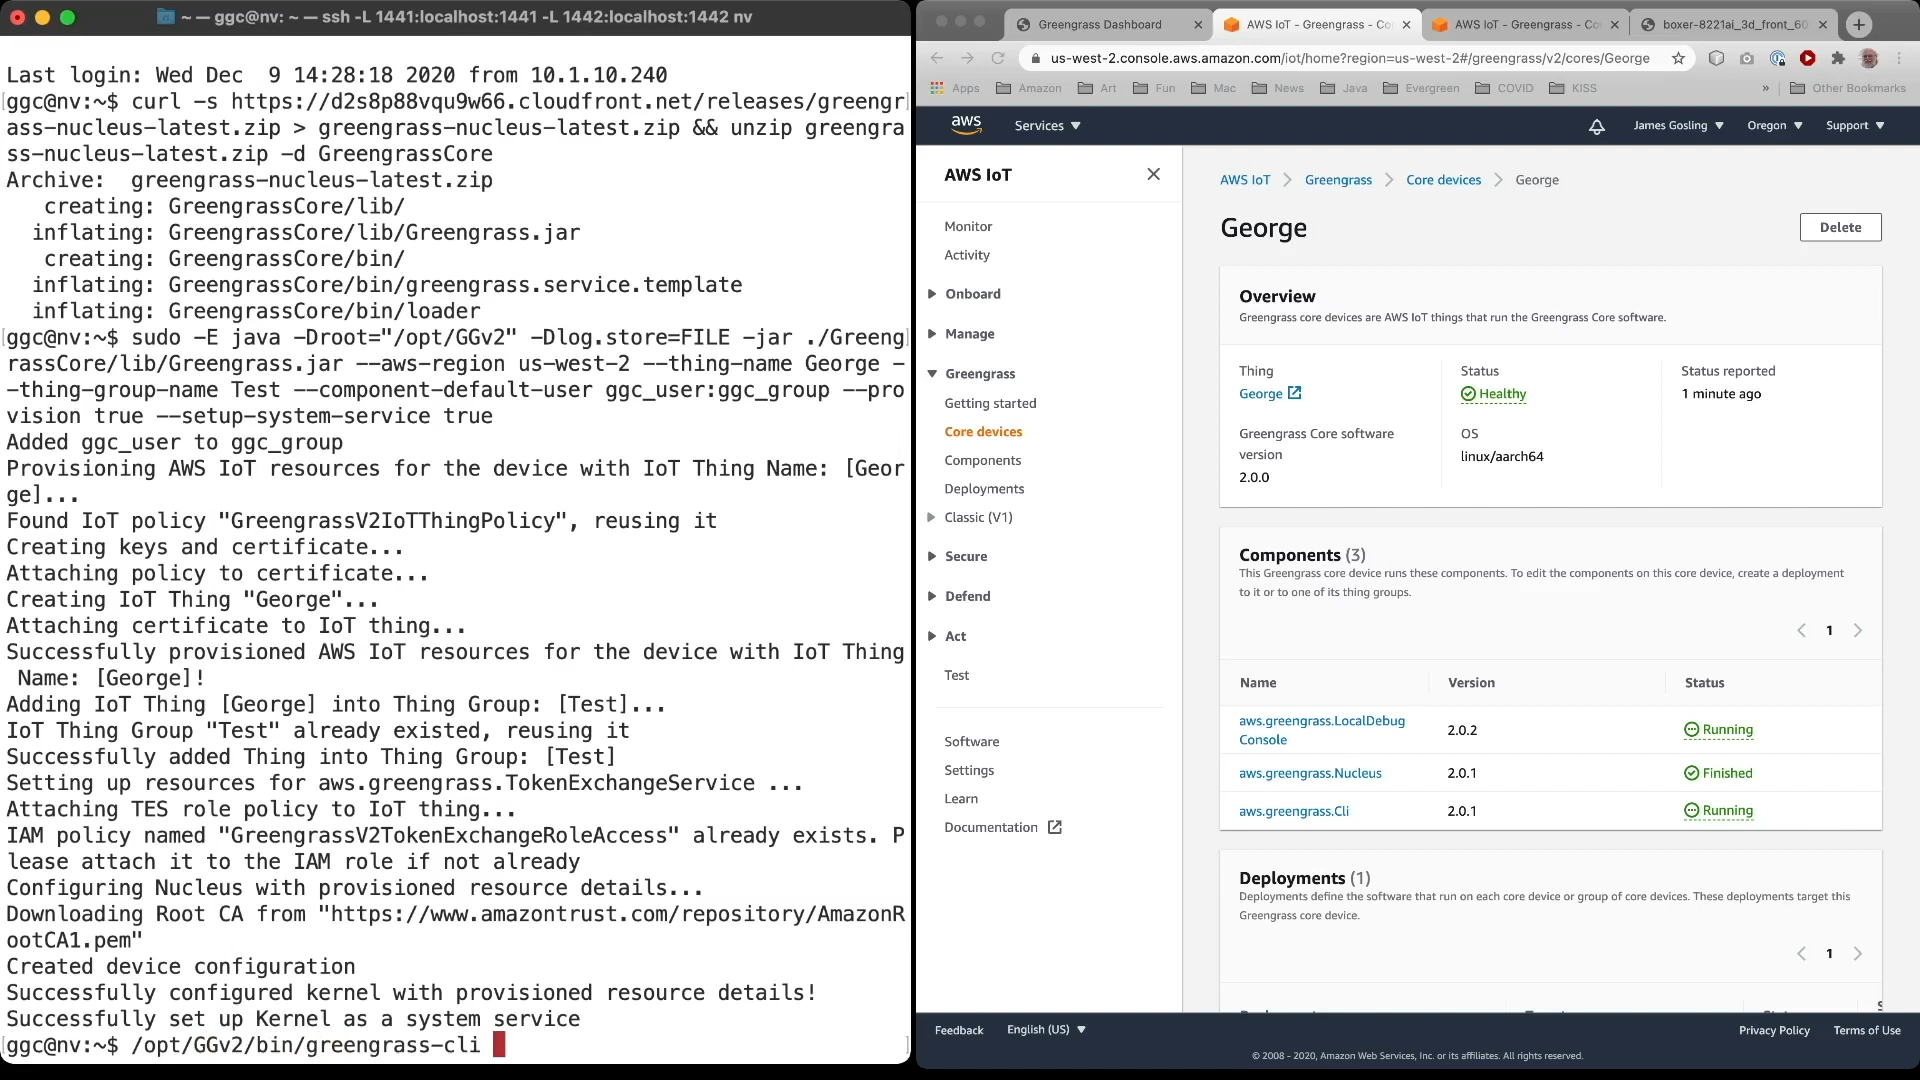 ~ — ggc@nv: ~ — ssh -L 1441:localhost:1441 -L 1442:localhost:1442 nv
Last login: Wed Dec  9 14:28:18 2020 from 10.1.10.240
[ggc@nv:~$ curl -s https://d2s8p88vqu9w66.cloudfront.net/releases/greengr]
ass-nucleus-latest.zip > greengrass-nucleus-latest.zip && unzip greengra
ss-nucleus-latest.zip -d GreengrassCore
Archive:  greengrass-nucleus-latest.zip
   creating: GreengrassCore/lib/
  inflating: GreengrassCore/lib/Greengrass.jar
   creating: GreengrassCore/bin/
  inflating: GreengrassCore/bin/greengrass.service.template
  inflating: GreengrassCore/bin/loader
[ggc@nv:~$ sudo -E java -Droot="/opt/GGv2" -Dlog.store=FILE -jar ./Greeng]
rassCore/lib/Greengrass.jar --aws-region us-west-2 --thing-name George -
-thing-group-name Test --component-default-user ggc_user:ggc_group --pro
vision true --setup-system-service true
Added ggc_user to ggc_group
Provisioning AWS IoT resources for the device with IoT Thing Name: [Geor
ge]...
Found IoT policy "GreengrassV2IoTThingPolicy", reusing it
Creating keys and certificate...
Attaching policy to certificate...
Creating IoT Thing "George"...
Attaching certificate to IoT thing...
Successfully provisioned AWS IoT resources for the device with IoT Thing
 Name: [George]!
Adding IoT Thing [George] into Thing Group: [Test]...
IoT Thing Group "Test" already existed, reusing it
Successfully added Thing into Thing Group: [Test]
Setting up resources for aws.greengrass.TokenExchangeService ...
Attaching TES role policy to IoT thing...
IAM policy named "GreengrassV2TokenExchangeRoleAccess" already exists. P
lease attach it to the IAM role if not already
Configuring Nucleus with provisioned resource details...
Downloading Root CA from "https://www.amazontrust.com/repository/AmazonR
ootCA1.pem"
Created device configuration
Successfully configured kernel with provisioned resource details!
Successfully set up Kernel as a system service
[ggc@nv:~$ /opt/GGv2/bin/greengrass-cli ]
Greengrass Dashboard
AWS IoT - Greengrass - Co
AWS IoT - Greengrass - Co
boxer-8221ai_3d_front_60
us-west-2.console.aws.amazon.com/iot/home?region=us-west-2#/greengrass/v2/cores/George
Apps Amazon Art Fun Mac News Java Evergreen COVID KISS » Other Bookmarks
aws Services James Gosling Oregon Support
AWS IoT
Monitor
Activity
Onboard
Manage
Greengrass
Getting started
Core devices
Components
Deployments
Classic (V1)
Secure
Defend
Act
Test
Software
Settings
Learn
Documentation
AWS IoT > Greengrass > Core devices > George
George
Delete
Overview
Greengrass core devices are AWS IoT things that run the Greengrass Core software.
Thing
George
Greengrass Core software
version
2.0.0
Status
Healthy
OS
linux/aarch64
Status reported
1 minute ago
Components (3)
This Greengrass core device runs these components. To edit the components on this core device, create a deployment
to it or to one of its thing groups.
1
Name Version Status
aws.greengrass.LocalDebug
Console 2.0.2 Running
aws.greengrass.Nucleus 2.0.1 Finished
aws.greengrass.Cli 2.0.1 Running
Deployments (1)
Deployments define the software that run on each core device or group of core devices. These deployments target this
Greengrass core device.
1
Feedback English (US) Privacy Policy Terms of Use
© 2008 - 2020, Amazon Web Services, Inc. or its affiliates. All rights reserved.